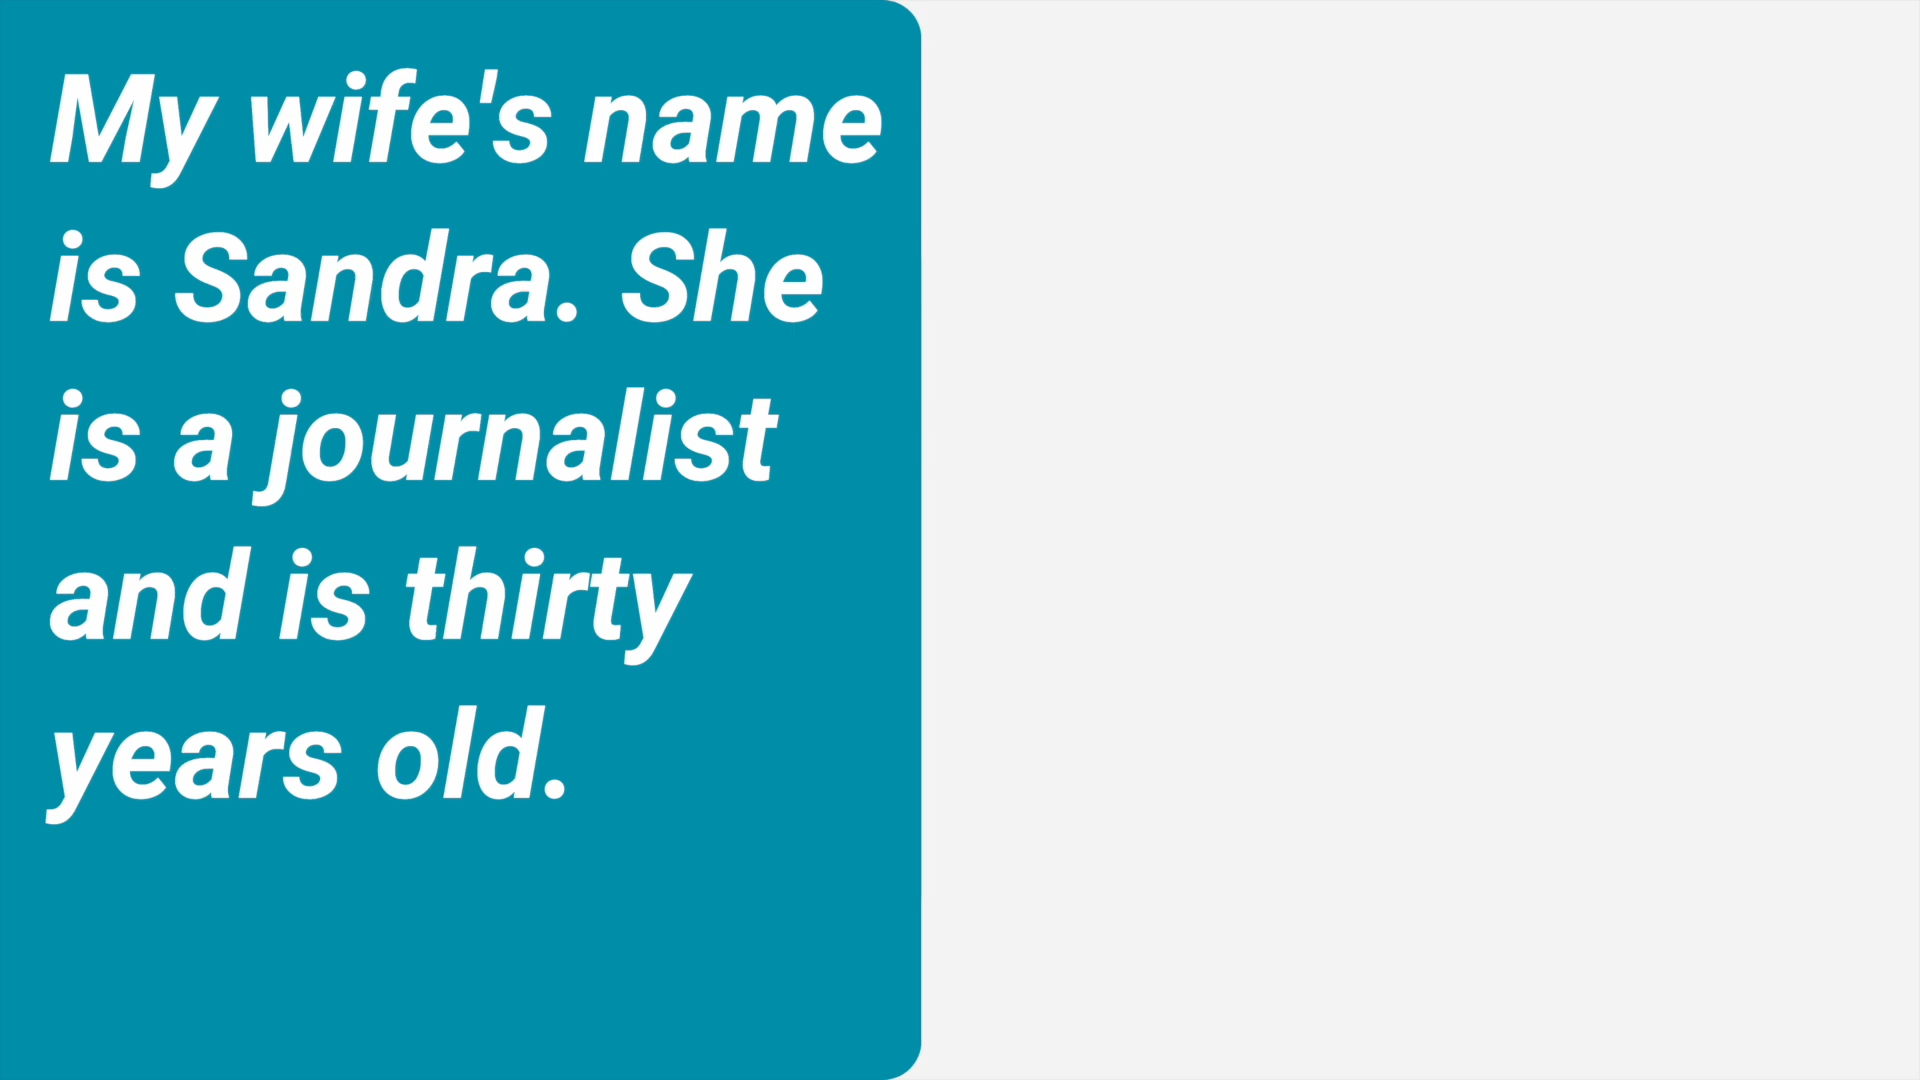 My wife's name
is Sandra. She
is a journalist
and is thirty
years old.